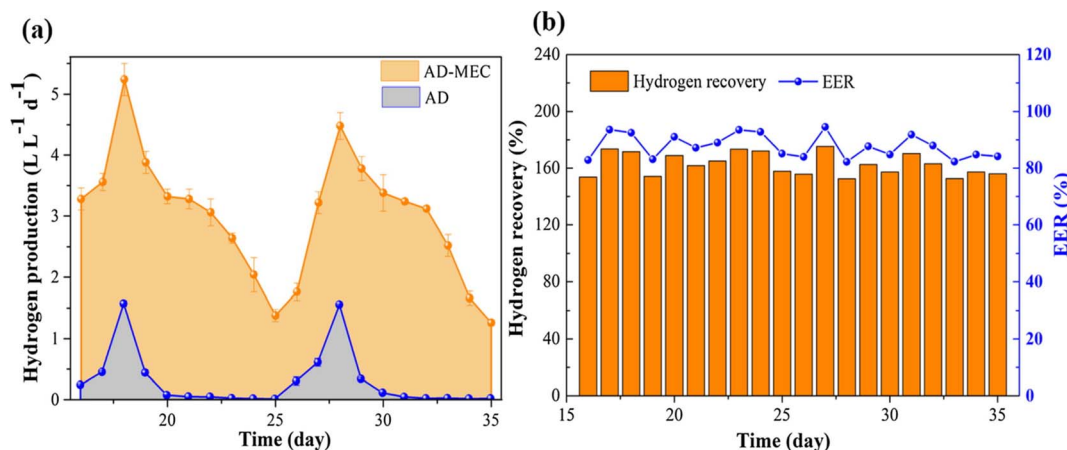 (a)
Hydrogen production (L L⁻¹ d⁻¹)
5
4
3
2
1
0
AD-MEC
AD
20
25
30
35
Time (day)
(b)
Hydrogen recovery (%)
240
200
160
120
80
40
0
Hydrogen recovery
EER
120
100
80
60
40
20
0
EER (%)
15
20
25
30
35
Time (day)